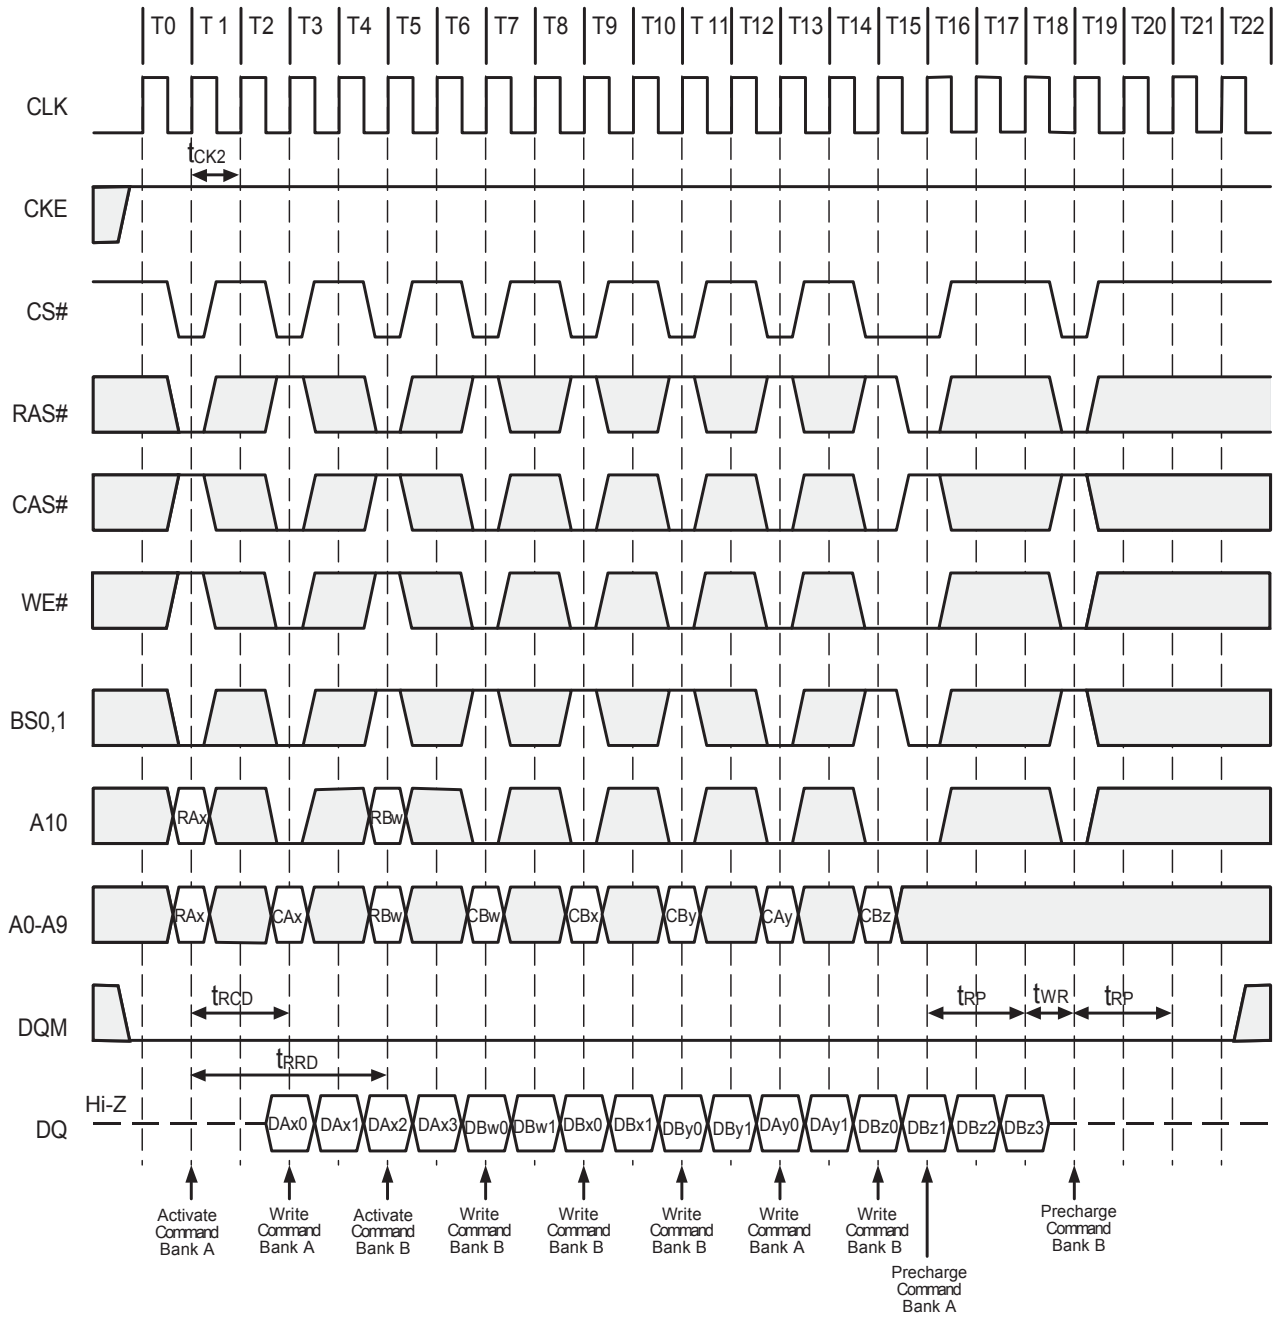 T0 T 1 T2 T3 T4 T5 T6 T7 T8 T9 T10 T 11 T12 T13 T14 T15 T16 T17 T18 T19 T20 T21 T22
CLK
tCK2
CKE
CS#
RAS#
CAS#
WE#
BS0,1
A10 RAx RBw
A0-A9 RAx CAx RBw CBw CBx CBy CAy CBz
DQM tRCD tRP tWR tRP
tRRD
Hi-Z
DQ DAx0 DAx1 DAx2 DAx3 DBw0 DBw1 DBx0 DBx1 DBy0 DBy1 DAy0 DAy1 DBz0 DBz1 DBz2 DBz3
Activate
Command
Bank A
Write
Command
Bank A
Activate
Command
Bank B
Write
Command
Bank B
Write
Command
Bank B
Write
Command
Bank B
Write
Command
Bank A
Write
Command
Bank B
Precharge
Command
Bank A
Precharge
Command
Bank B